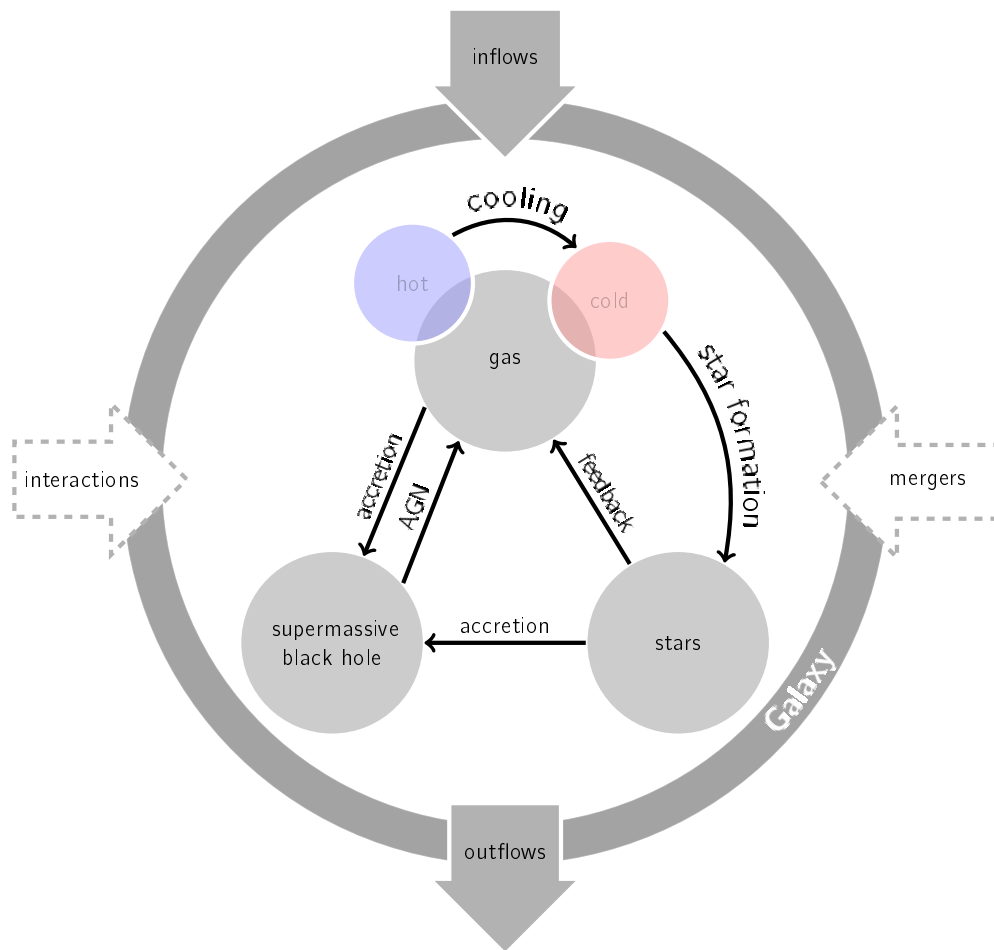 inflows
cooling
hot
cold
gas
star formation
accretion
AGN
feedback
interactions
mergers
supermassive
black hole
accretion
stars
Galaxy
outflows